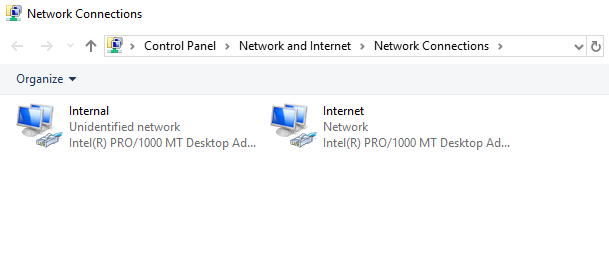 Network Connections
Control Panel Network and Internet Network Connections
Organize
Internal
Unidentified network
Intel(R) PRO/1000 MT Desktop Ad...
Internet
Network
Intel(R) PRO/1000 MT Desktop Ad...